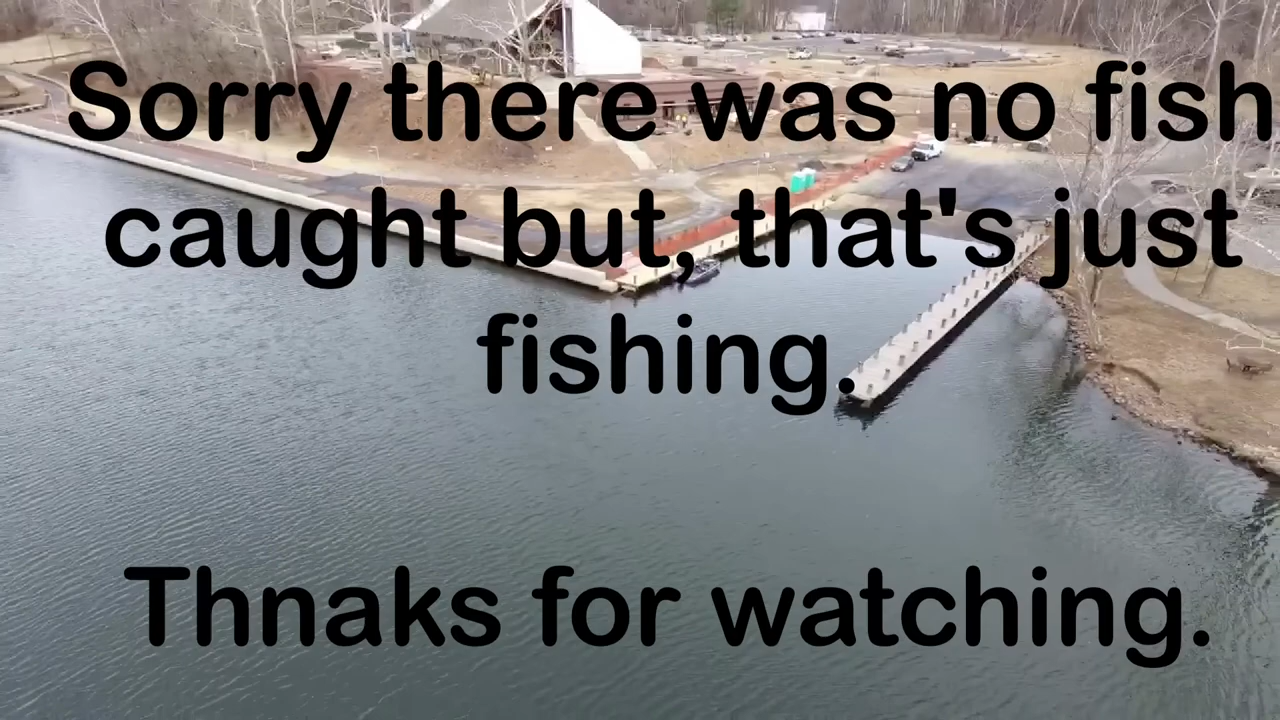 Sorry there was no fish
caught but, that's just
fishing.
Thnaks for watching.